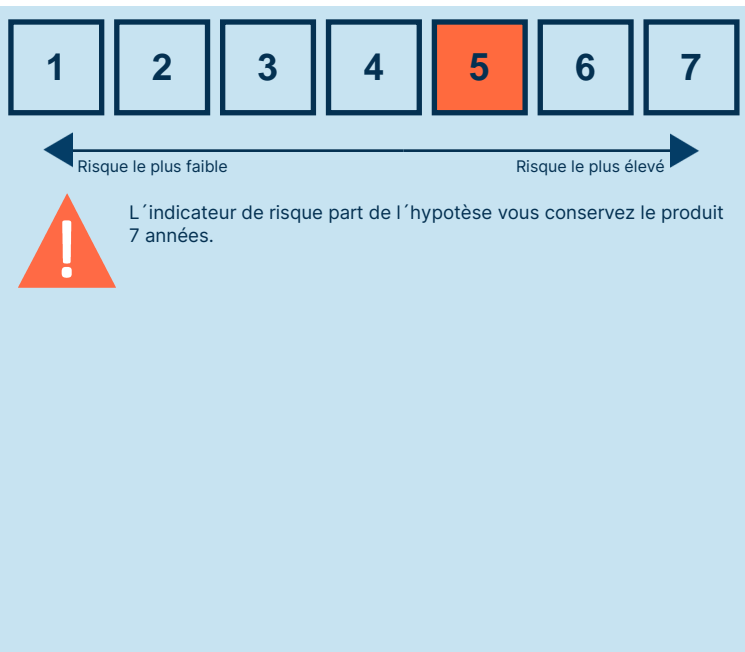 1 2 3 4 5 6 7
Risque le plus faible Risque le plus élevé
!
L´indicateur de risque part de l´hypotèse vous conservez le produit
7 années.